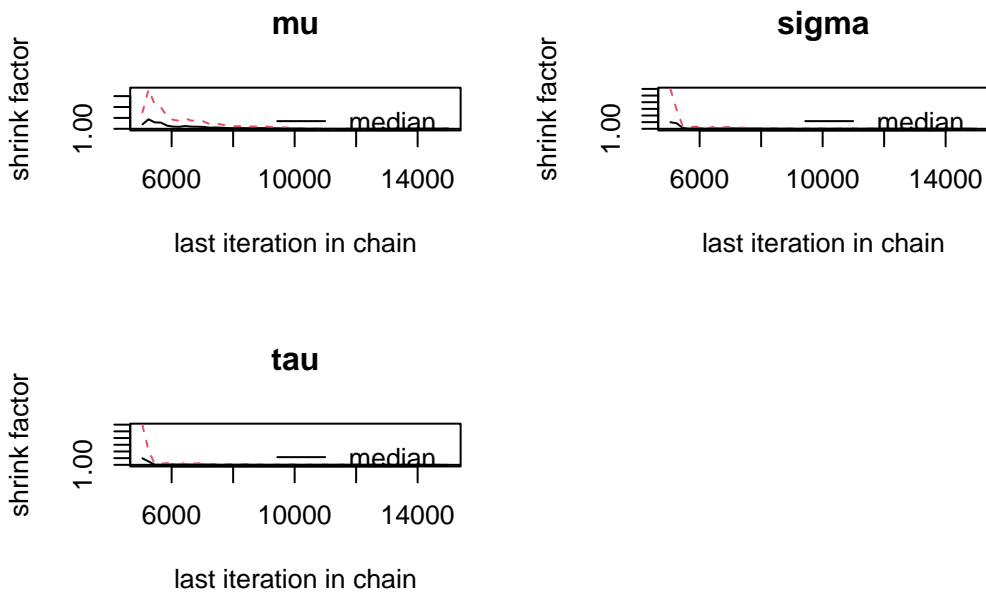 mu
shrink factor
1.00
median
6000 10000 14000
last iteration in chain
sigma
shrink factor
1.00
median
6000 10000 14000
last iteration in chain
tau
shrink factor
1.00
median
6000 10000 14000
last iteration in chain